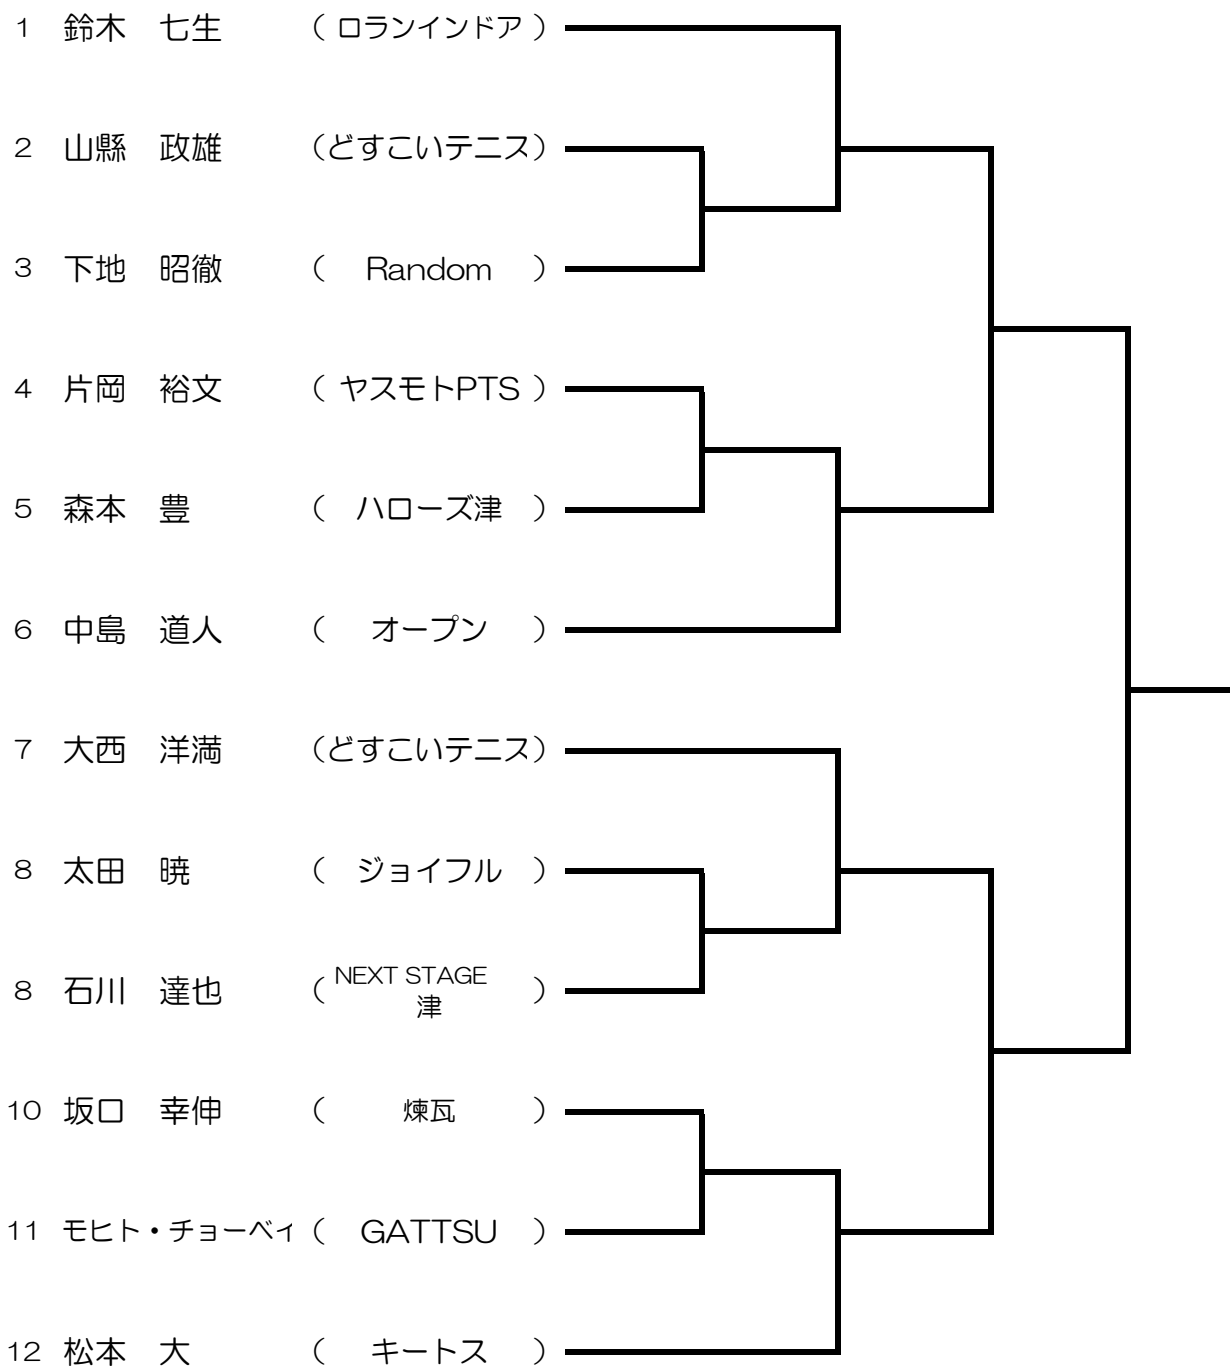 1 鈴木 七生 （ ロランインドア ）
2 山縣 政雄 （どすこいテニス）
3 下地 昭徹 （ Random ）
4 片岡 裕文 （ ヤスモトPTS ）
5 森本 豊 （ ハローズ津 ）
6 中島 道人 （ オープン ）
7 大西 洋満 （どすこいテニス）
8 太田 暁 （ ジョイフル ）
8 石川 達也 （ NEXT STAGE
津 ）
10 坂口 幸伸 （ 煉瓦 ）
11 モヒト・チョーベィ （ GATTSU ）
12 松本 大 （ キートス ）